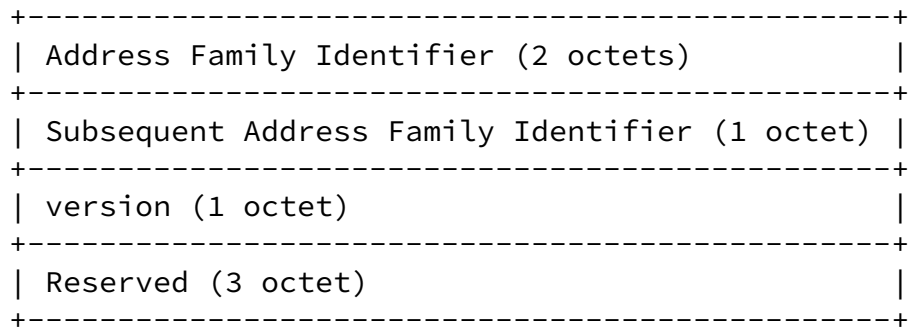 +------------------------------------------------+
| Address Family Identifier (2 octets)           |
+------------------------------------------------+
| Subsequent Address Family Identifier (1 octet) |
+------------------------------------------------+
| version (1 octet)                              |
+------------------------------------------------+
| Reserved (3 octet)                             |
+------------------------------------------------+